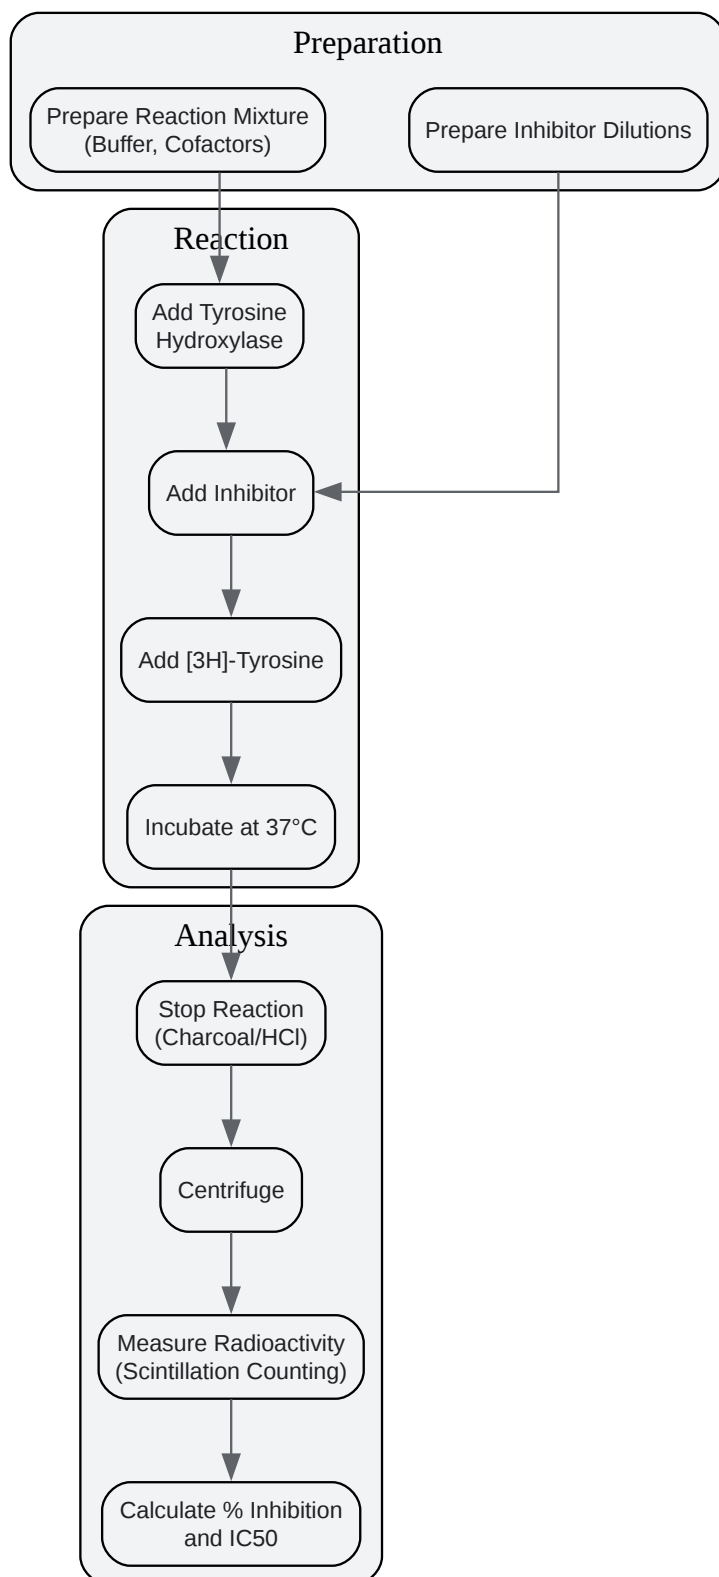 Preparation
Prepare Reaction Mixture
(Buffer, Cofactors)
Prepare Inhibitor Dilutions
Reaction
Add Tyrosine
Hydroxylase
Add Inhibitor
Add [3H]-Tyrosine
Incubate at 37°C
Analysis
Stop Reaction
(Charcoal/HCl)
Centrifuge
Measure Radioactivity
(Scintillation Counting)
Calculate % Inhibition
and IC50